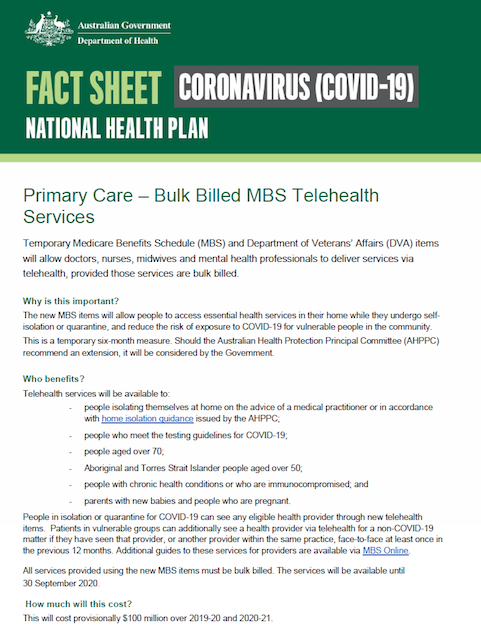 Australian Government
Department of Health
FACT SHEET CORONAVIRUS (COVID-19)
NATIONAL HEALTH PLAN
Primary Care – Bulk Billed MBS Telehealth
Services
Temporary Medicare Benefits Schedule (MBS) and Department of Veterans' Affairs (DVA) items
will allow doctors, nurses, midwives and mental health professionals to deliver services via
telehealth, provided those services are bulk billed.
Why is this important?
The new MBS items will allow people to access essential health services in their home while they undergo self-
isolation or quarantine, and reduce the risk of exposure to COVID-19 for vulnerable people in the community.
This is a temporary six-month measure. Should the Australian Health Protection Principal Committee (AHPPC)
recommend an extension, it will be considered by the Government.
Who benefits?
Telehealth services will be available to:
- people isolating themselves at home on the advice of a medical practitioner or in accordance
with home isolation guidance issued by the AHPPC;
- people who meet the testing guidelines for COVID-19;
- people aged over 70;
- Aboriginal and Torres Strait Islander people aged over 50;
- people with chronic health conditions or who are immunocompromised; and
- parents with new babies and people who are pregnant.
People in isolation or quarantine for COVID-19 can see any eligible health provider through new telehealth
items. Patients in vulnerable groups can additionally see a health provider via telehealth for a non-COVID-19
matter if they have seen that provider, or another provider within the same practice, face-to-face at least once in
the previous 12 months. Additional guides to these services for providers are available via MBS Online.
All services provided using the new MBS items must be bulk billed. The services will be available until
30 September 2020.
How much will this cost?
This will cost provisionally $100 million over 2019-20 and 2020-21.